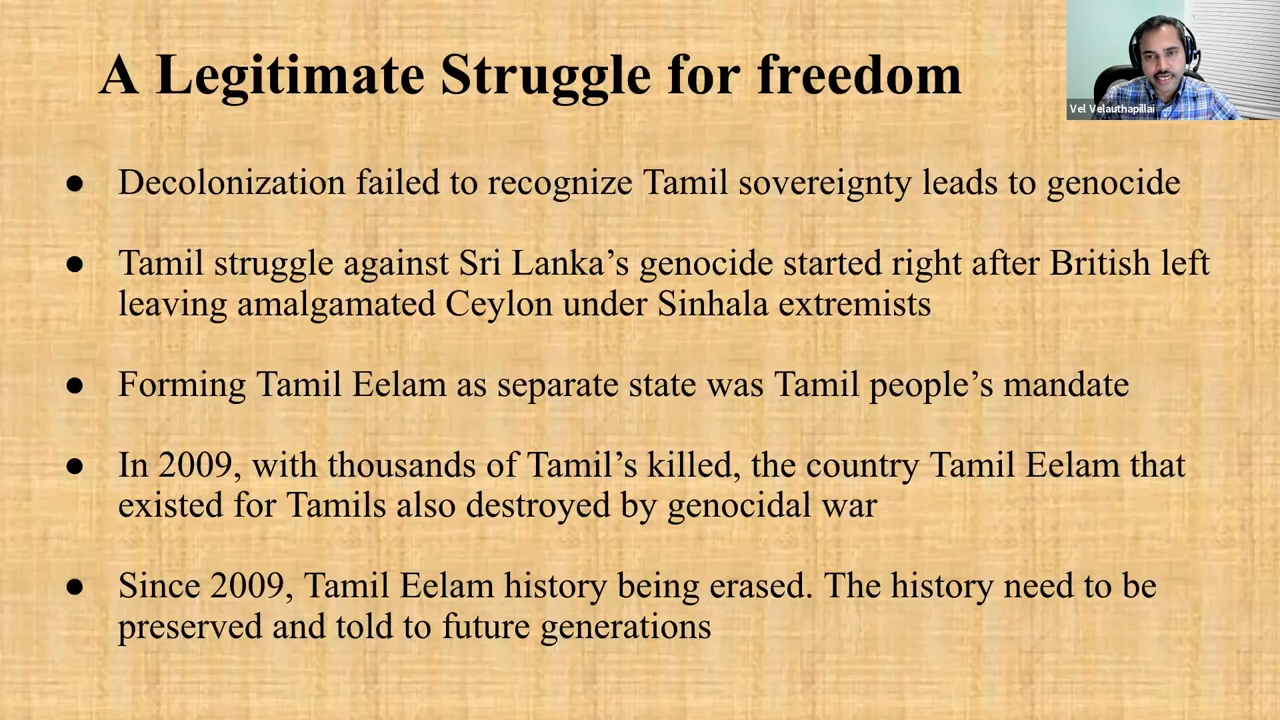 A Legitimate Struggle for freedom
Vel Velauthapillai
● Decolonization failed to recognize Tamil sovereignty leads to genocide
● Tamil struggle against Sri Lanka’s genocide started right after British left
leaving amalgamated Ceylon under Sinhala extremists
● Forming Tamil Eelam as separate state was Tamil people’s mandate
● In 2009, with thousands of Tamil’s killed, the country Tamil Eelam that
existed for Tamils also destroyed by genocidal war
● Since 2009, Tamil Eelam history being erased. The history need to be
preserved and told to future generations